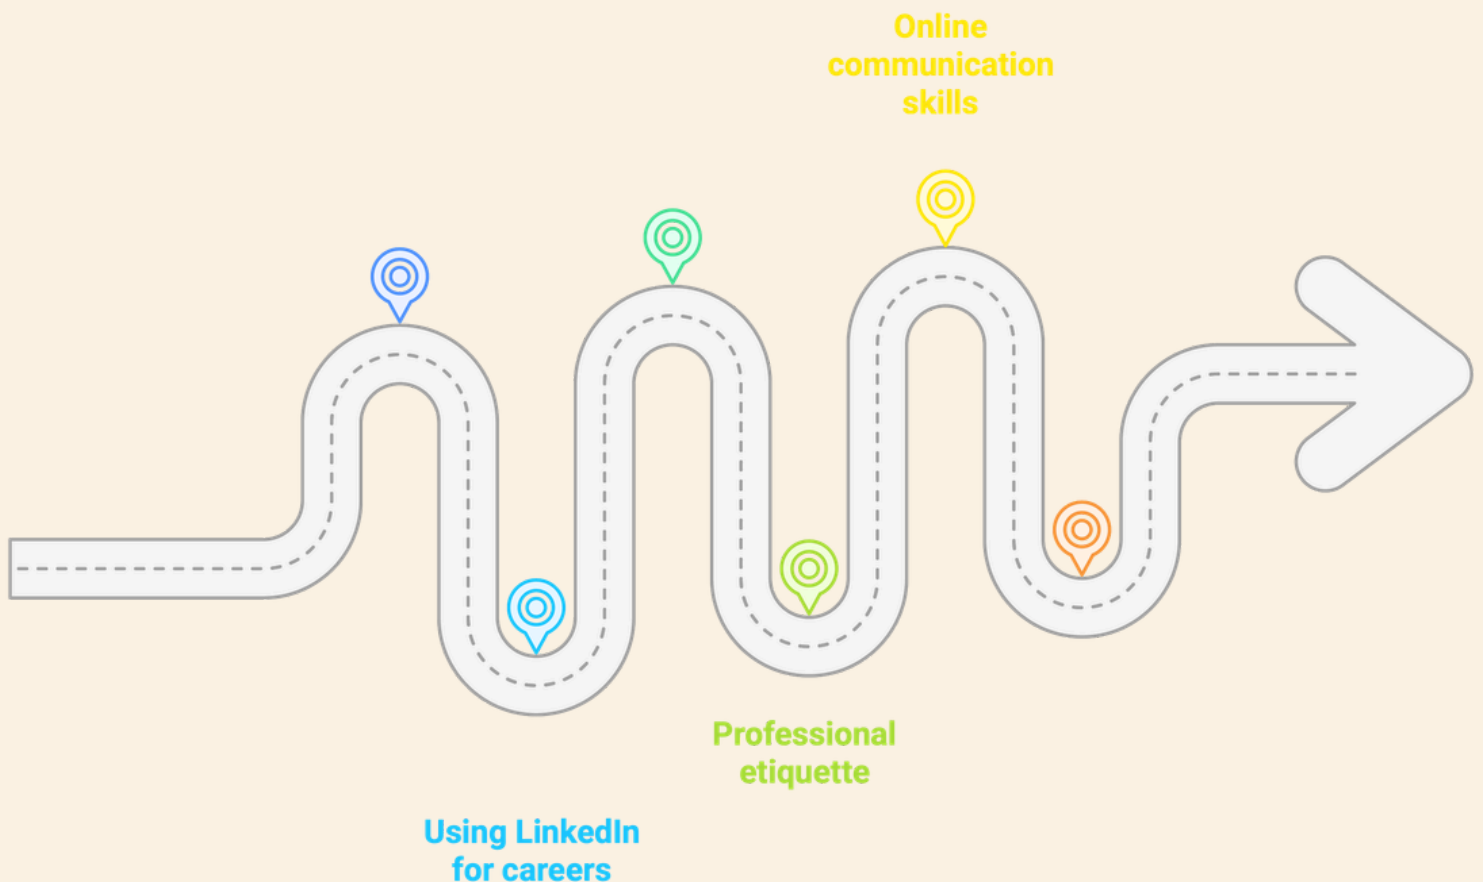 Online
communication
skills
Professional
etiquette
Using LinkedIn
for careers